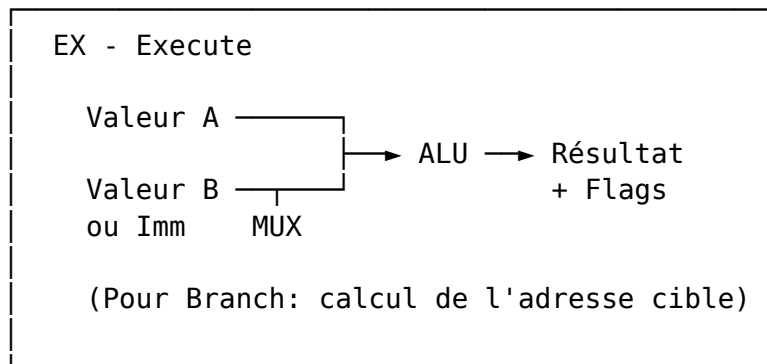 EX - Execute
Valeur A
ALU
Résultat
Valeur B
+ Flags
ou Imm
MUX
(Pour Branch: calcul de l'adresse cible)